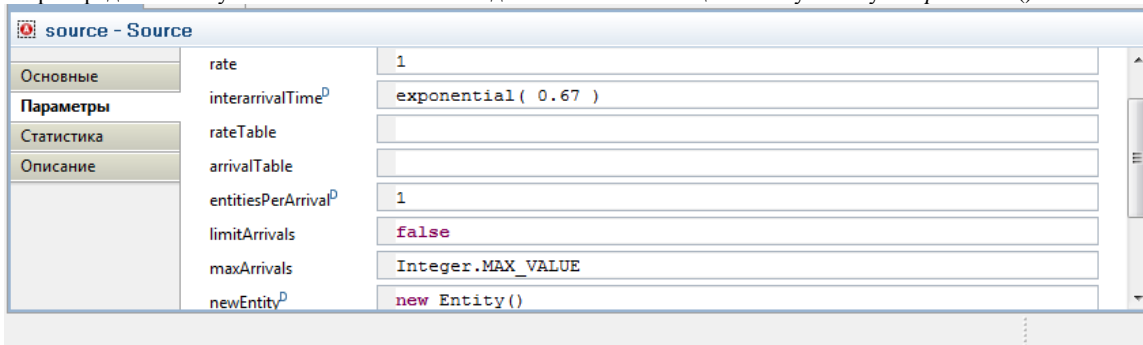 source - Source
Основные
Параметры
Статистика
Описание
rate 1
interarrivalTimeD exponential( 0.67 )
rateTable
arrivalTable
entitiesPerArrivalD 1
limitArrivals false
maxArrivals Integer.MAX_VALUE
newEntityD new Entity()